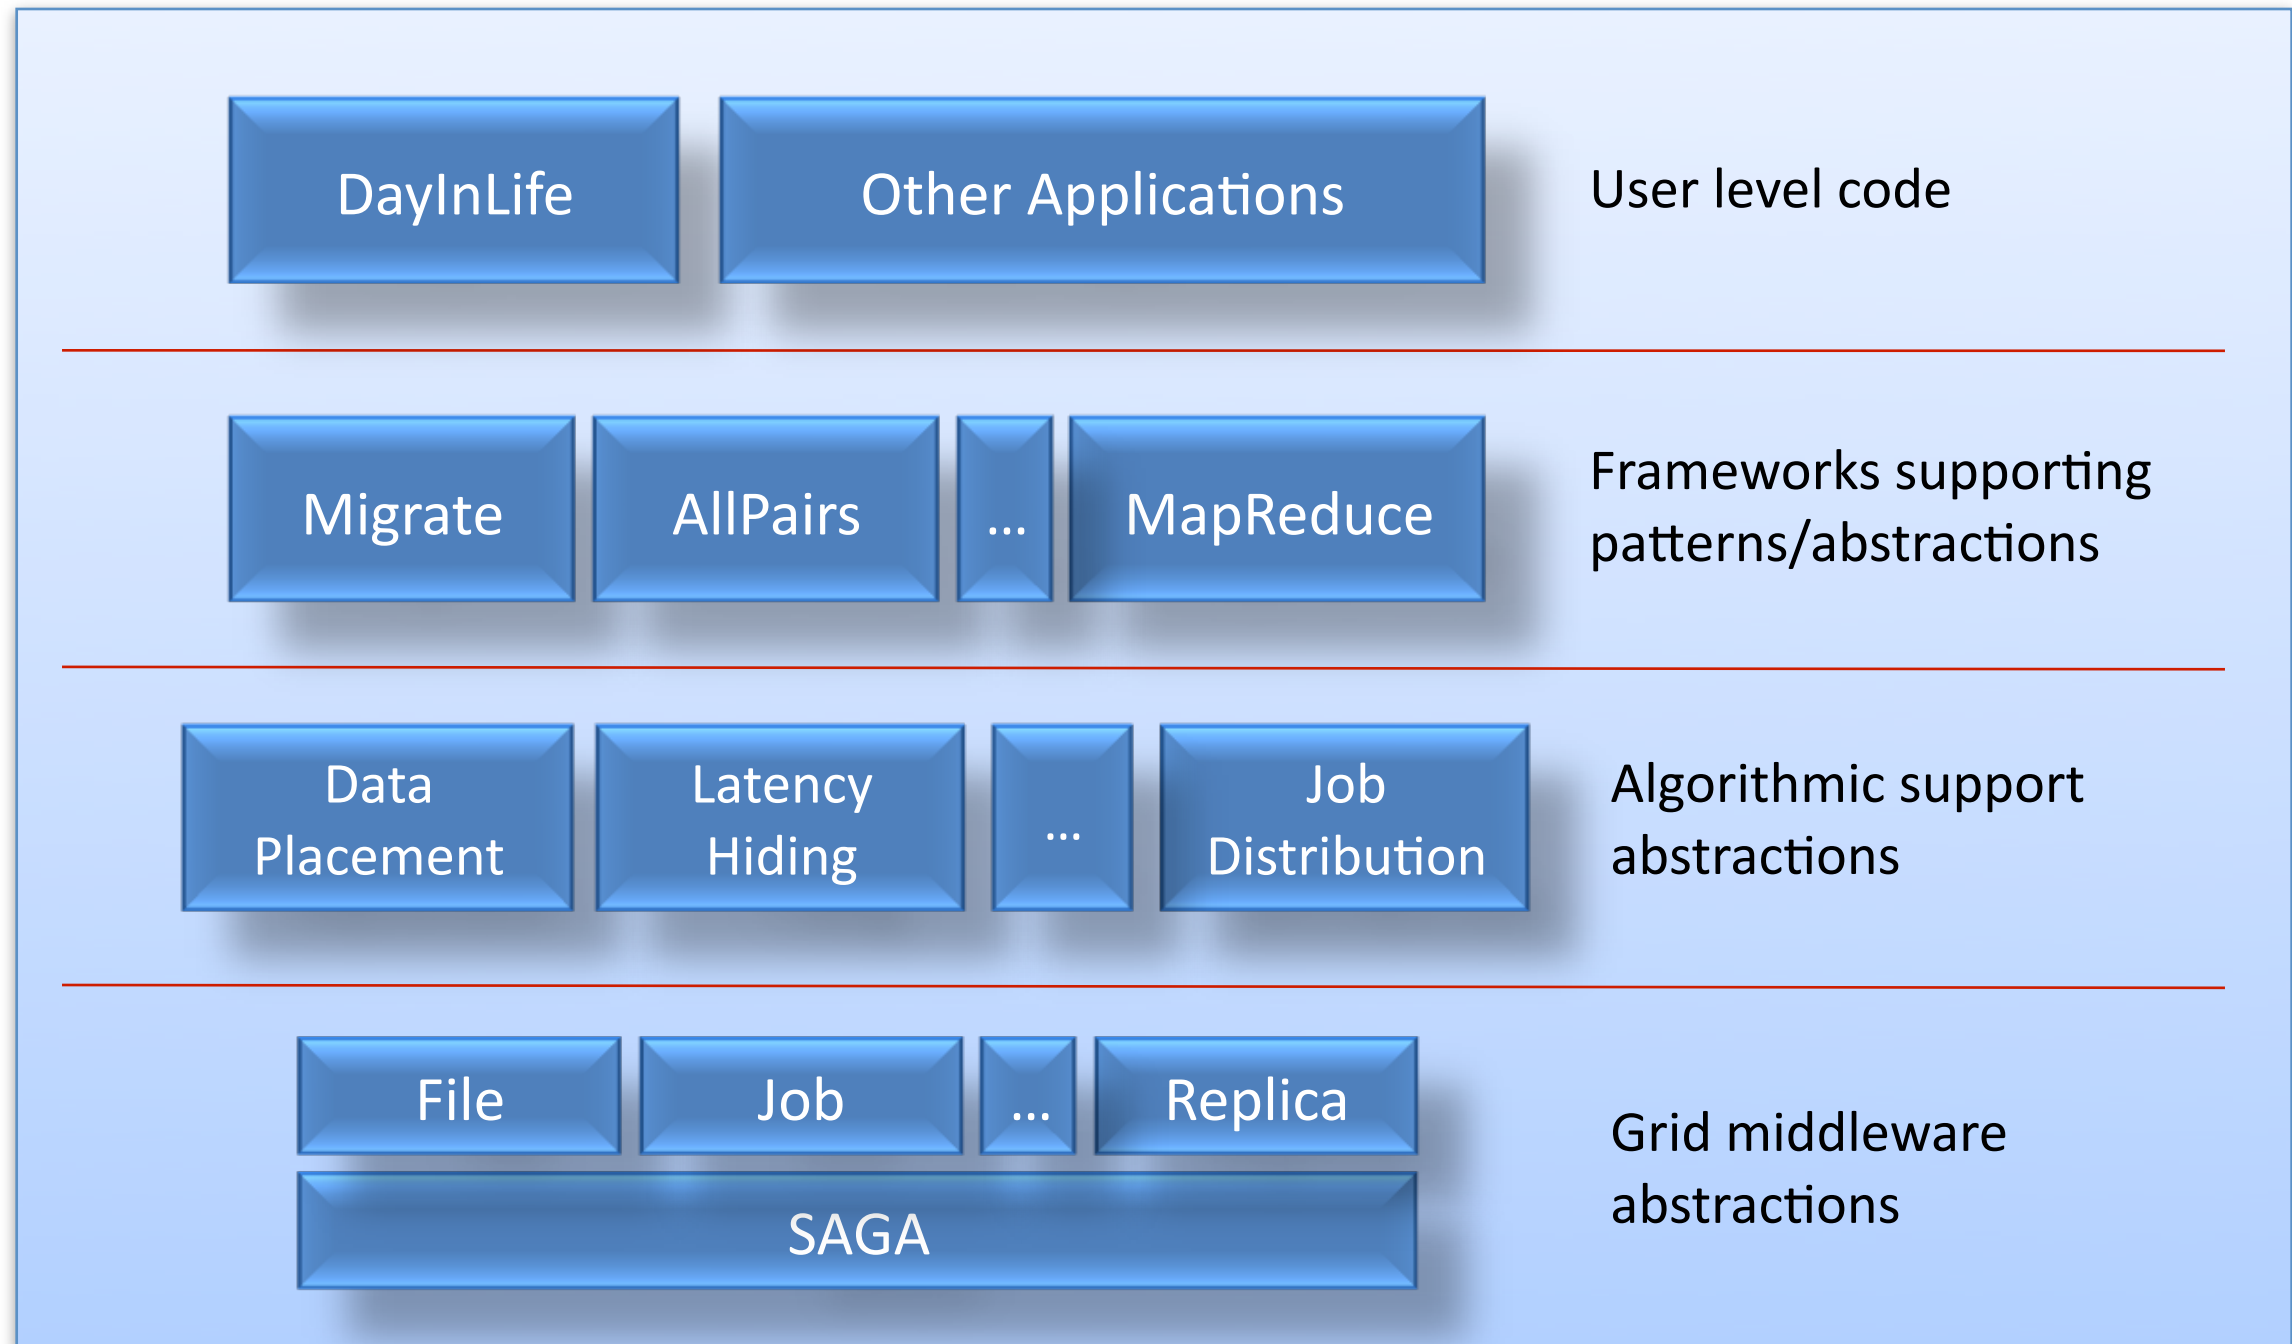 DayInLife
Other Applications
User level code
Migrate
AllPairs
...
MapReduce
Frameworks supporting
patterns/abstractions
Data
Placement
Latency
Hiding
...
Job
Distribution
Algorithmic support
abstractions
File
Job
...
Replica
SAGA
Grid middleware
abstractions